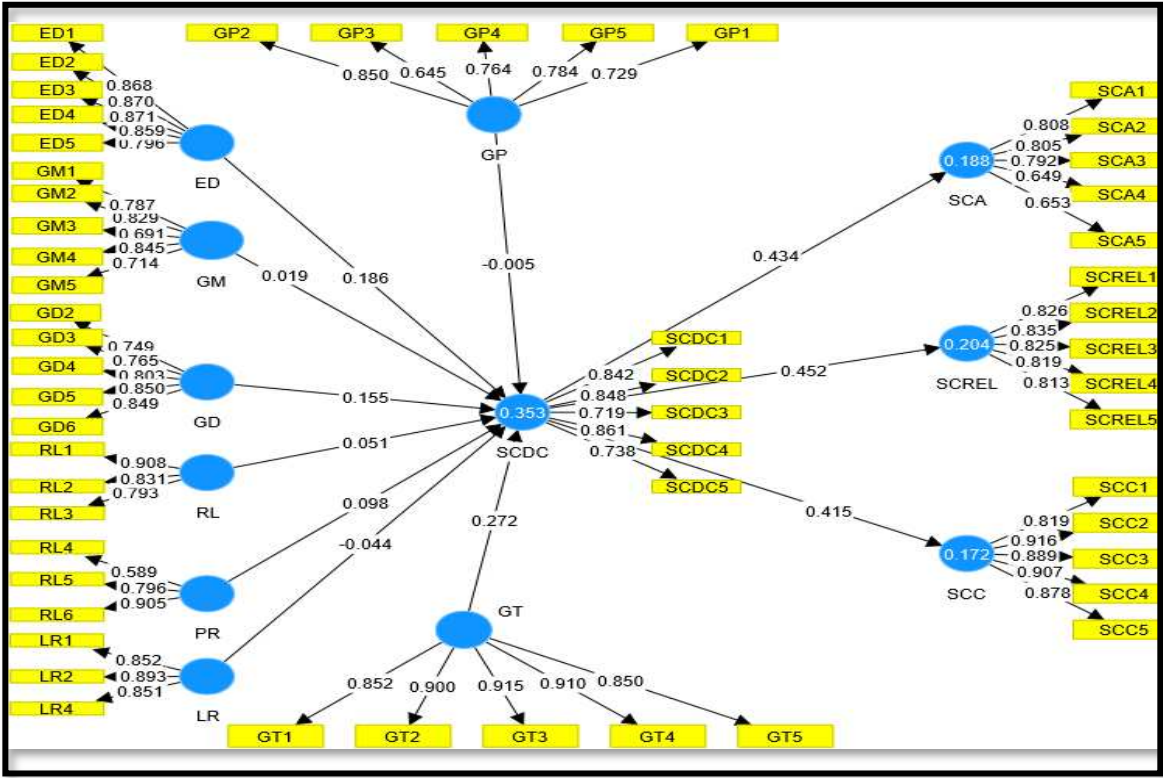 ED1 GP2 GP3 GP4 GP5 GP1
ED2
0.868 0.850 0.645 0.764 0.784 0.729
ED3
0.870
0.871
ED4
0.859
ED5
0.796
GP
ED
SCA1
0.808
SCA2
0.805
0.188 0.792 SCA3
0.649
SCA4
SCA
0.653
SCA5
GM1
GM2
0.787
0.829
GM3
0.691
GM4
0.845
0.714
GM5
GM
0.019
0.186
-0.005
0.434
GD2
GD3
0.749
0.765
GD4
0.803
GD5
0.850
0.849
GD6
GD
0.155
SCREL1
0.826
SCREL2
0.835
0.204 0.825 SCREL3
0.819
SCREL4
SCREL
0.813
SCREL5
SCDC1
0.842
SCDC2
0.848
0.452
0.353 0.719 SCDC3
0.861
SCDC4
SCDC
0.738
SCDC5
RL1
0.908
0.051
RL2
0.831
0.793
RL3
RL
0.098
RL4
0.589
RL5
0.796
0.905
RL6
PR
-0.044
0.272
0.415
SCC1
0.819
SCC2
0.916
0.172 0.889 SCC3
0.907
SCC4
SCC
0.878
SCC5
LR1
0.852
LR2
0.893
0.851
LR4
LR
GT
0.852 0.900 0.915 0.910 0.850
GT1 GT2 GT3 GT4 GT5